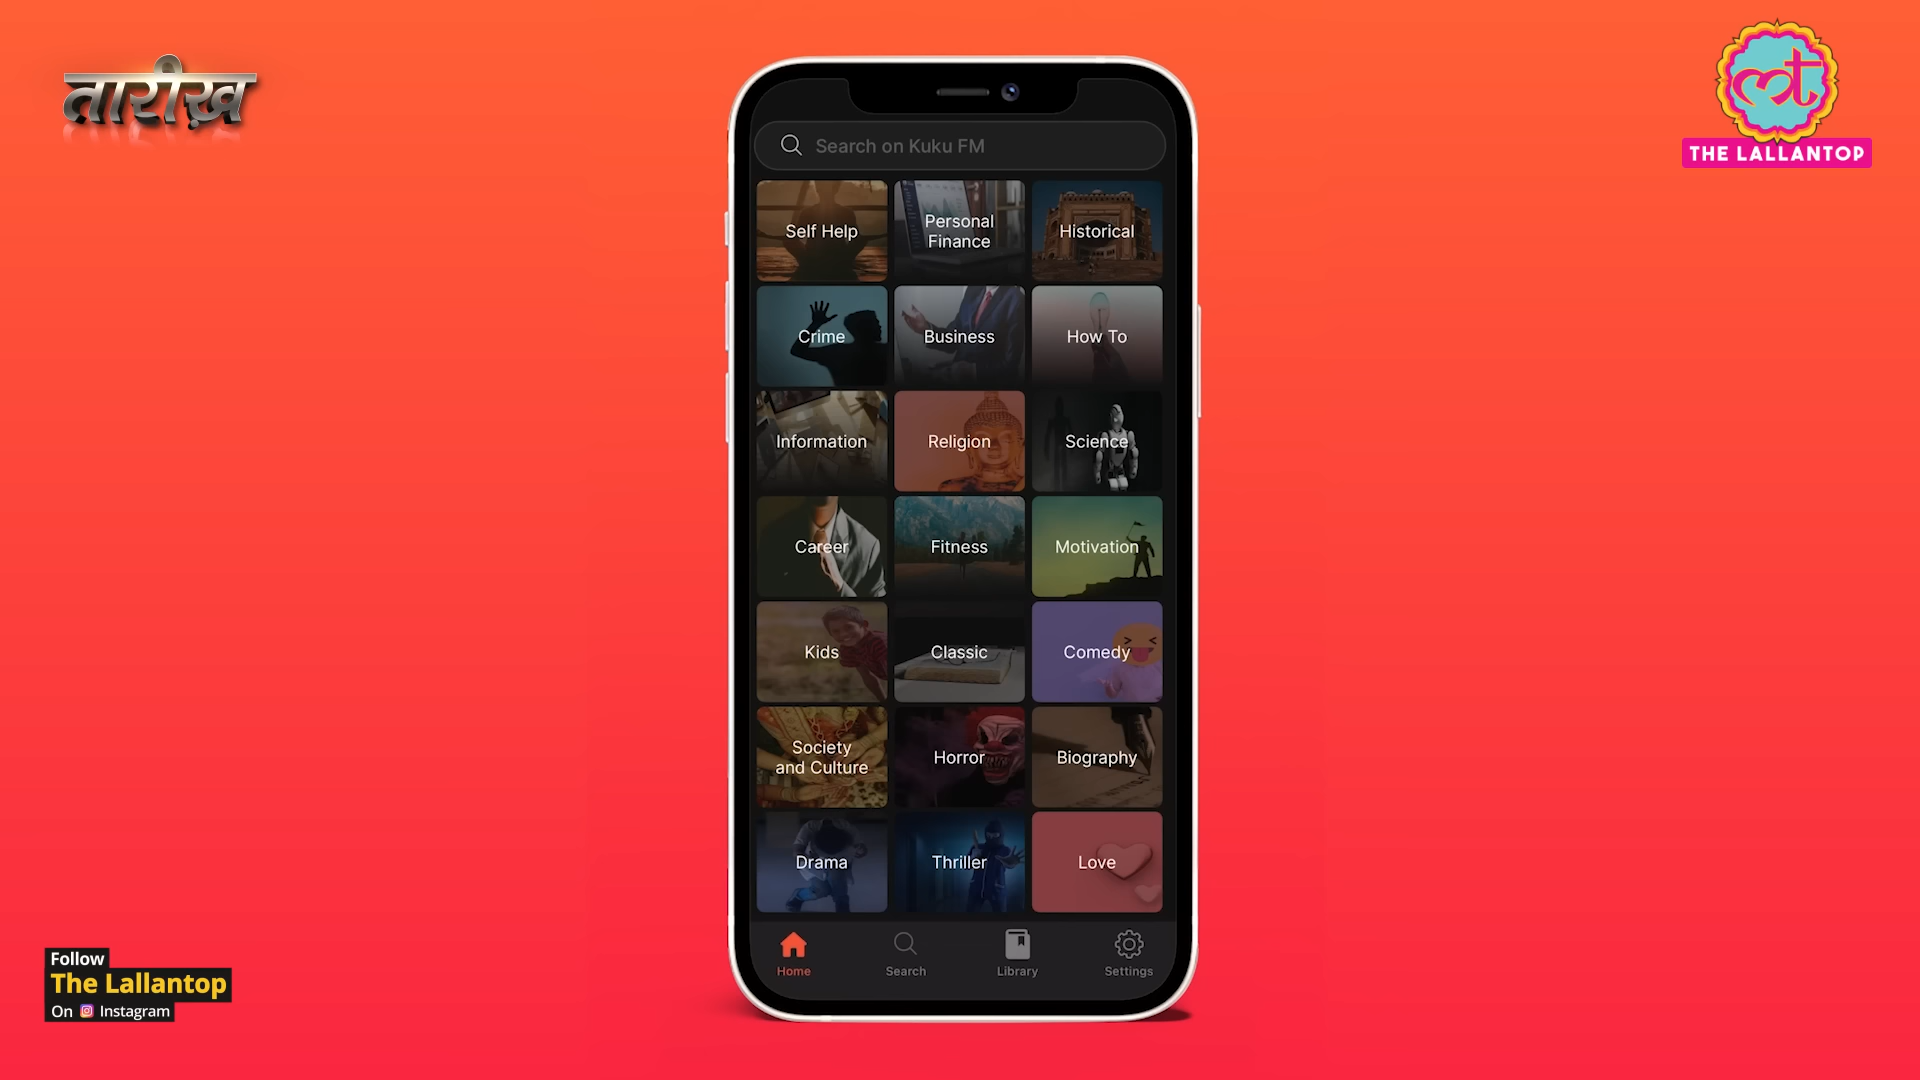 तारीख़
THE LALLANTOP
Search on Kuku FM
Self Help
Personal
Finance
Historical
Crime
Business
How To
Information
Religion
Science
Career
Fitness
Motivation
Kids
Classic
Comedy
Society
and Culture
Horror
Biography
Drama
Thriller
Love
Home
Search
Library
Settings
Follow
The Lallantop
On Instagram